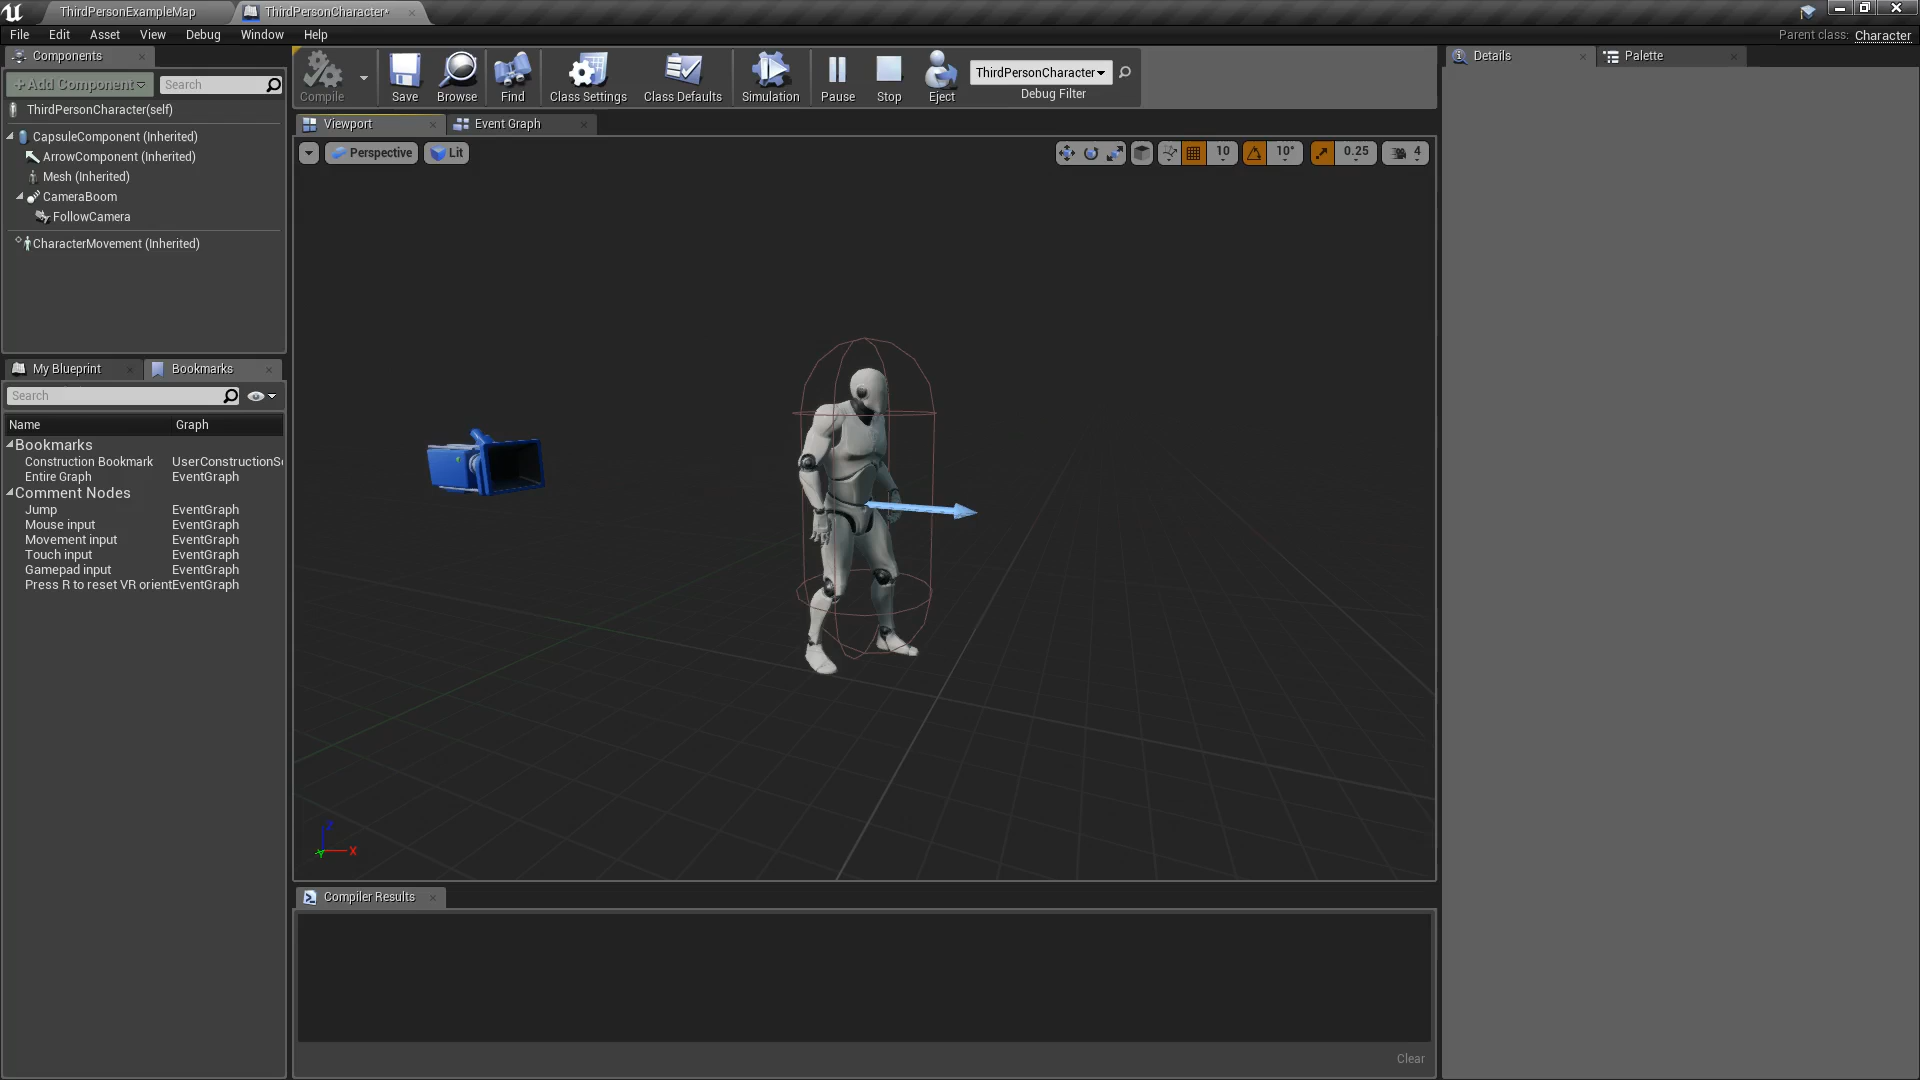 ThirdPersonExampleMap
ThirdPersonCharacter*
File Edit Asset View Debug Window Help
Parent class: Character
Components
+Add Component
Search
ThirdPersonCharacter(self)
CapsuleComponent (Inherited)
ArrowComponent (Inherited)
Mesh (Inherited)
CameraBoom
FollowCamera
CharacterMovement (Inherited)
My Blueprint
Bookmarks
Search
Name Graph
Bookmarks
Construction Bookmark UserConstructionS
Entire Graph EventGraph
Comment Nodes
Jump EventGraph
Mouse input EventGraph
Movement input EventGraph
Touch input EventGraph
Gamepad input EventGraph
Press R to reset VR orient EventGraph
Compile
Save
Browse
Find
Class Settings
Class Defaults
Simulation
Pause
Stop
Eject
ThirdPersonCharacter
Debug Filter
Viewport
Event Graph
Perspective
Lit
10
10°
0.25
4
Z
Y
X
Compiler Results
Clear
Details
Palette